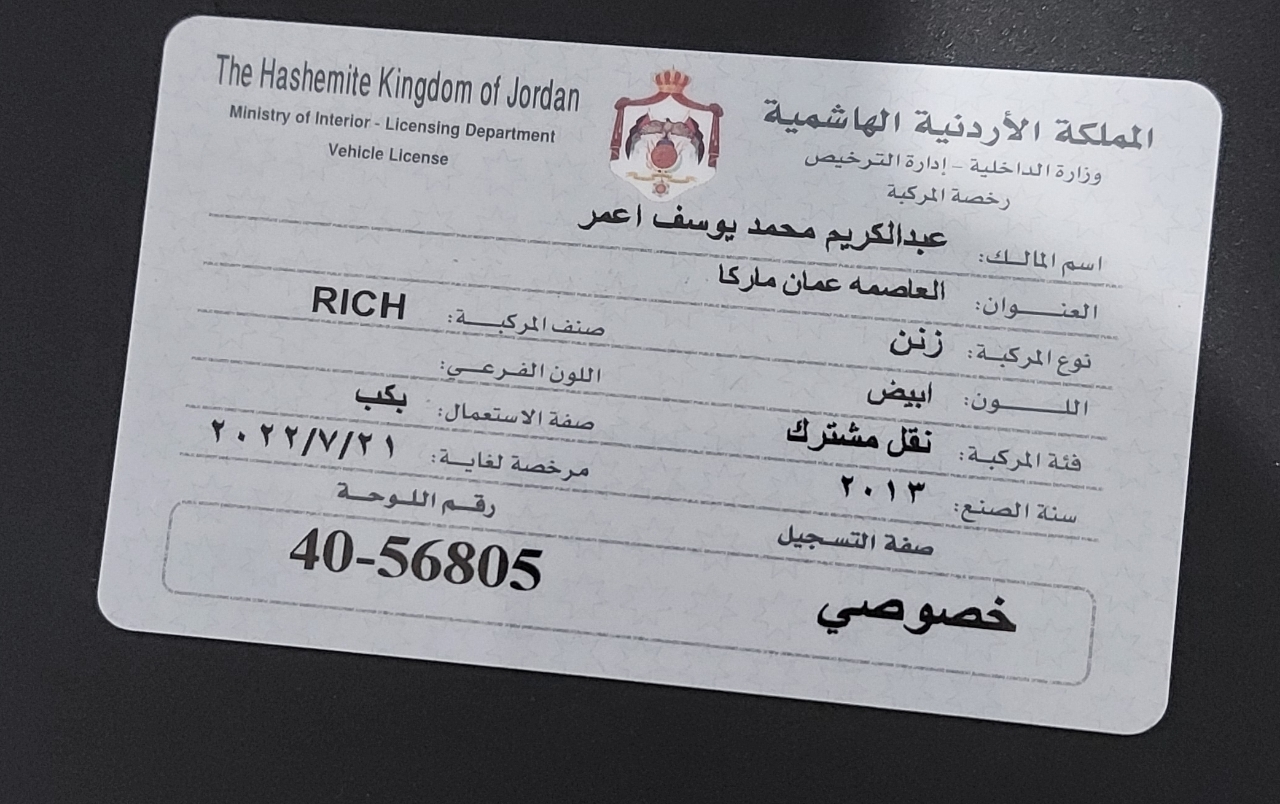 The Hashemite Kingdom of Jordan
Ministry of Interior - Licensing Department
Vehicle License
المملكة الأردنية الهاشمية
وزارة الداخلية - إدارة الترخيص
رخصة المركبة
اسم المالك: عبدالكريم محمد يوسف اعمر
العنوان: العاصمه عمان ماركا
نوع المركبة: زنن صنف المركبة: RICH
اللون: ابيض اللون الفرعي:
فئة المركبة: نقل مشترك صفة الاستعمال: بكب
سنة الصنع: ٢٠١٣ مرخصة لغاية: ٢٠٢٢/٧/٢١
صفة التسجيل رقم اللوحة
خصوصي 40-56805